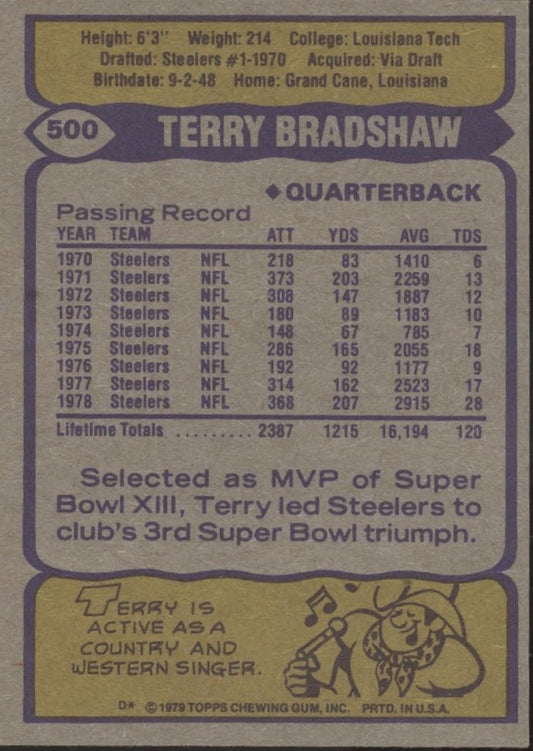 Height: 6'3" Weight: 214 College: Louisiana Tech
Drafted: Steelers #1-1970 Acquired: Via Draft
Birthdate: 9-2-48 Home: Grand Cane, Louisiana
500 TERRY BRADSHAW
QUARTERBACK
Passing Record
YEAR TEAM ATT YDS AVG TDS
1970 Steelers NFL 218 83 1410 6
1971 Steelers NFL 373 203 2259 13
1972 Steelers NFL 308 147 1887 12
1973 Steelers NFL 180 89 1183 10
1974 Steelers NFL 148 67 785 7
1975 Steelers NFL 286 165 2055 18
1976 Steelers NFL 192 92 1177 9
1977 Steelers NFL 314 162 2523 17
1978 Steelers NFL 368 207 2915 28
Lifetime Totals .......... 2387 1215 16,194 120
Selected as MVP of Super
Bowl XIII, Terry led Steelers to
club's 3rd Super Bowl triumph.
TERRY IS
ACTIVE AS A
COUNTRY AND
WESTERN SINGER.
D* © 1979 TOPPS CHEWING GUM, INC. PRTD. IN U.S.A.